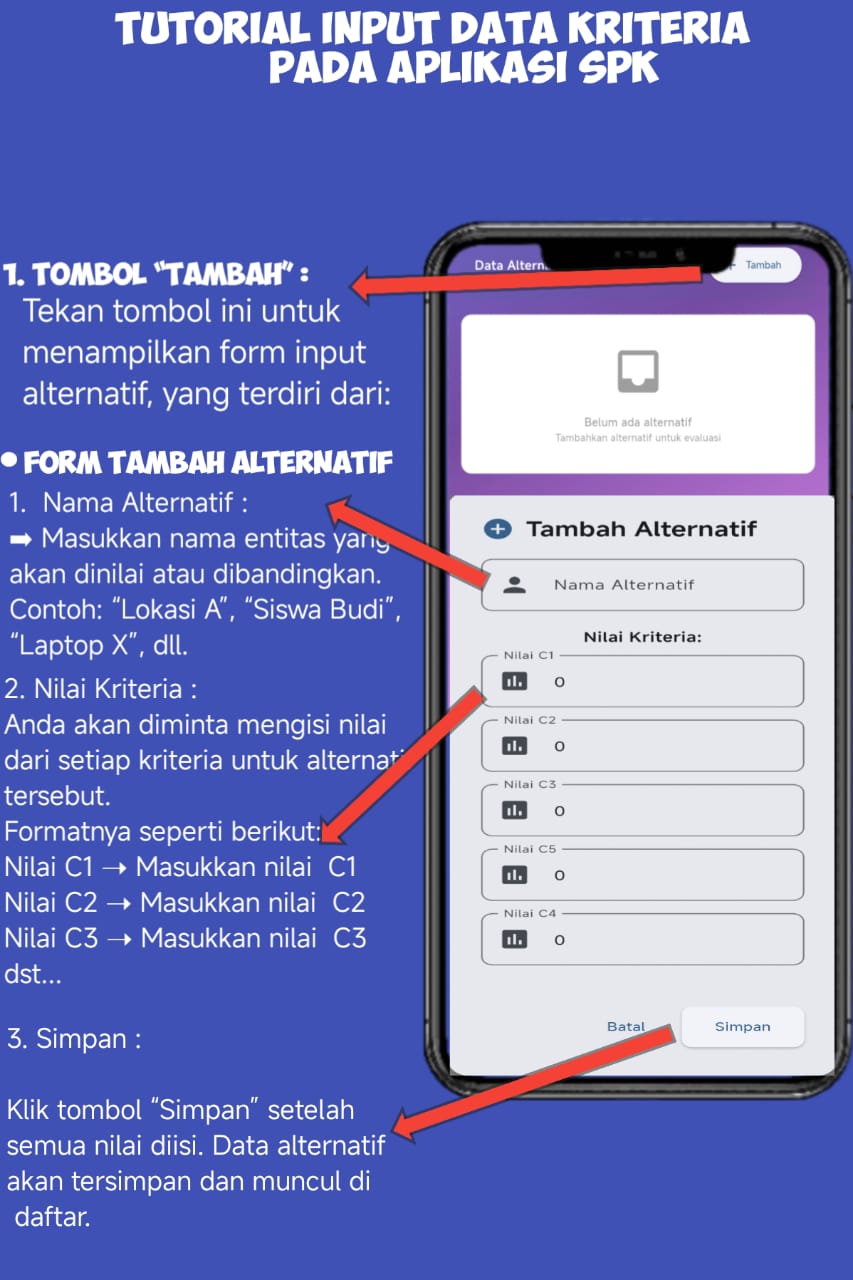 TUTORIAL INPUT DATA KRITERIA
PADA APLIKASI SPK
1. TOMBOL "TAMBAH" :
Tekan tombol ini untuk
menampilkan form input
alternatif, yang terdiri dari:
• FORM TAMBAH ALTERNATIF
1. Nama Alternatif :
➡ Masukkan nama entitas yang
akan dinilai atau dibandingkan.
Contoh: “Lokasi A”, “Siswa Budi”,
“Laptop X”, dll.
2. Nilai Kriteria :
Anda akan diminta mengisi nilai
dari setiap kriteria untuk alternati
tersebut.
Formatnya seperti berikut:
Nilai C1 → Masukkan nilai C1
Nilai C2 → Masukkan nilai C2
Nilai C3 → Masukkan nilai C3
dst...
3. Simpan :
Klik tombol “Simpan” setelah
semua nilai diisi. Data alternatif
akan tersimpan dan muncul di
daftar.
Data Altern
+ Tambah
Belum ada alternatif
Tambahkan alternatif untuk evaluasi
Tambah Alternatif
Nama Alternatif
Nilai Kriteria:
Nilai C1
0
Nilai C2
0
Nilai C3
0
Nilai C5
0
Nilai C4
0
Batal
Simpan